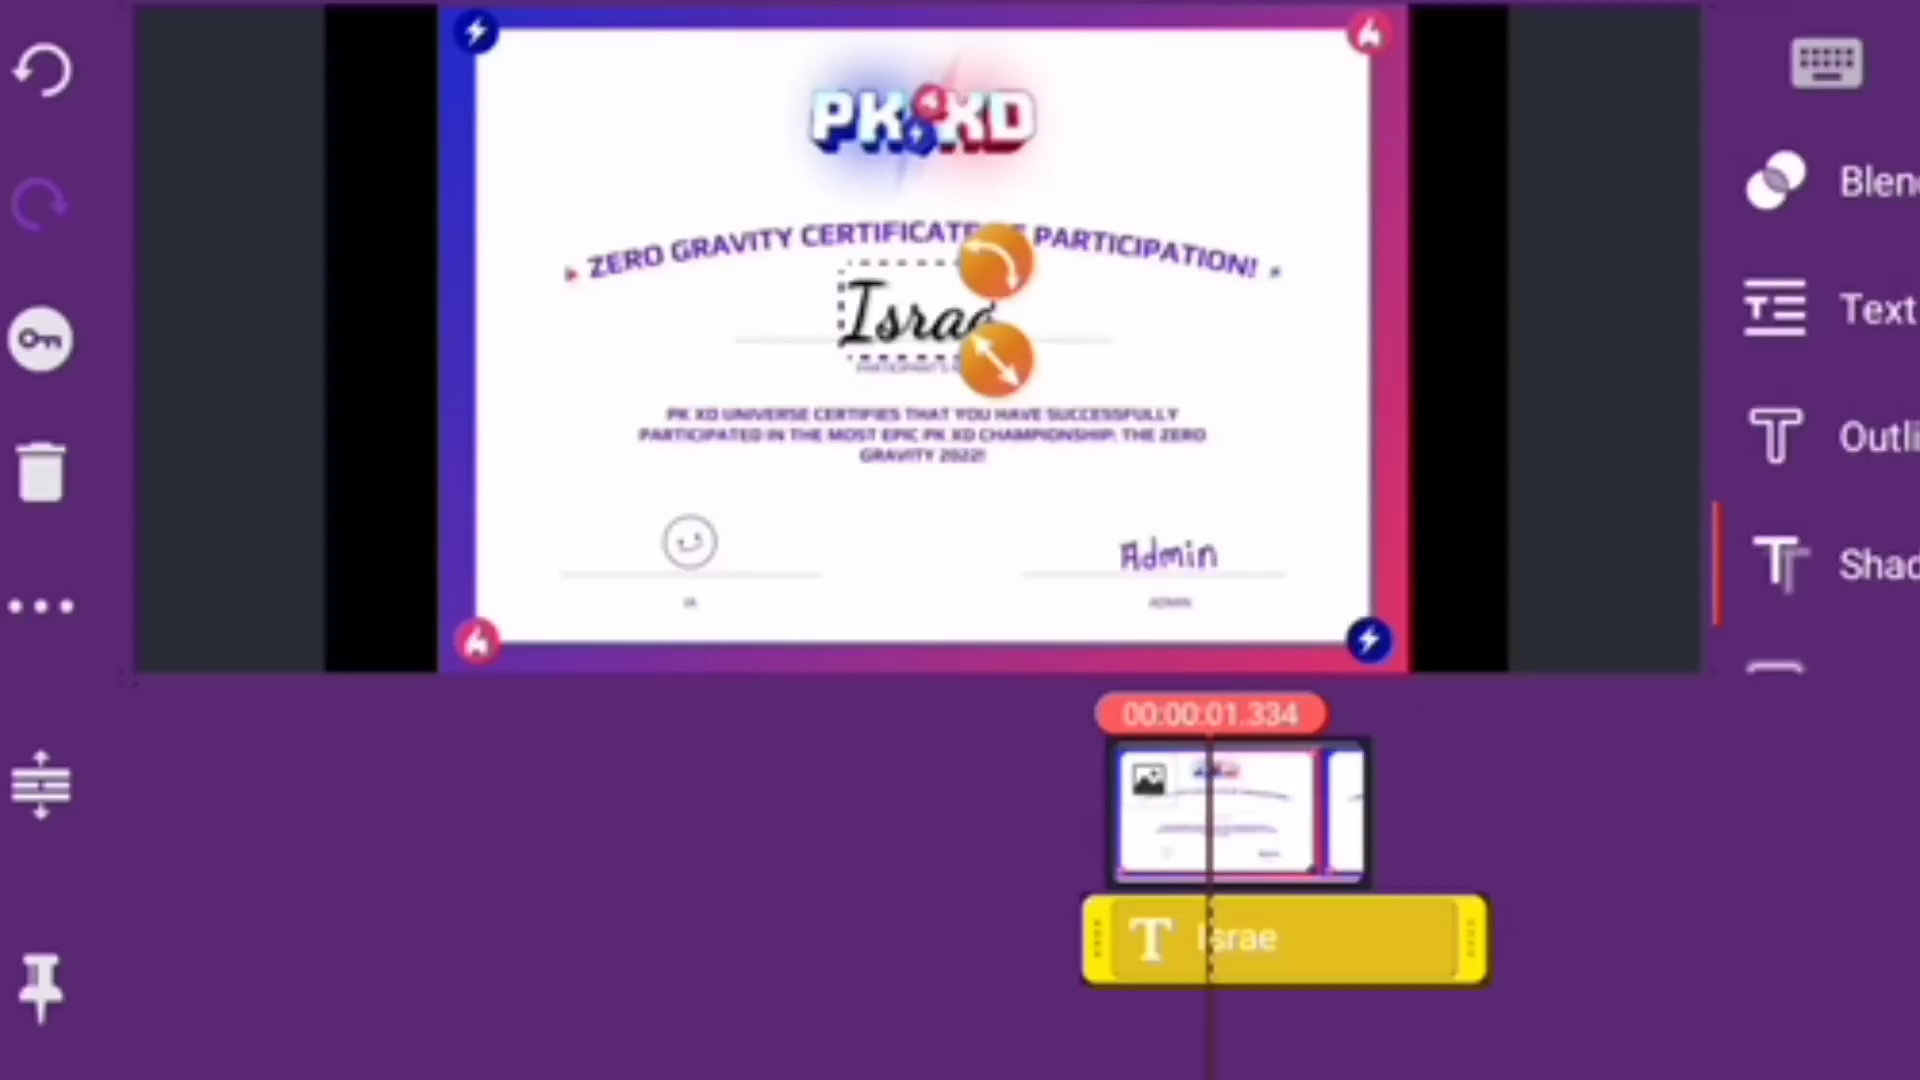 PK XD
ZERO GRAVITY CERTIFICATE PARTICIPATION!
Israe
PARTICIPANT'S
PK XD UNIVERSE CERTIFIES THAT YOU HAVE SUCCESSFULLY
PARTICIPATED IN THE MOST EPIC PK XD CHAMPIONSHIP: THE ZERO
GRAVITY 2022!
Admin
ADMIN
Blen
Text
Outli
Shad
00:00:01.334
Israe